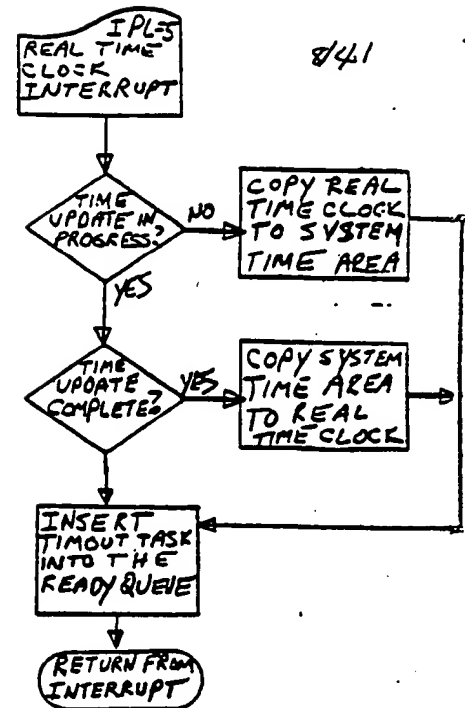 IPL=5
REAL TIME
CLOCK
INTERRUPT
8/41
TIME
UPDATE IN
PROGRESS?
NO
COPY REAL
TIME CLOCK
TO SYSTEM
TIME AREA
YES
TIME
UPDATE
COMPLETE?
YES
COPY SYSTEM
TIME AREA
TO REAL
TIME CLOCK
INSERT
TIMOUT TASK
INTO THE
READY QUEUE
RETURN FROM
INTERRUPT